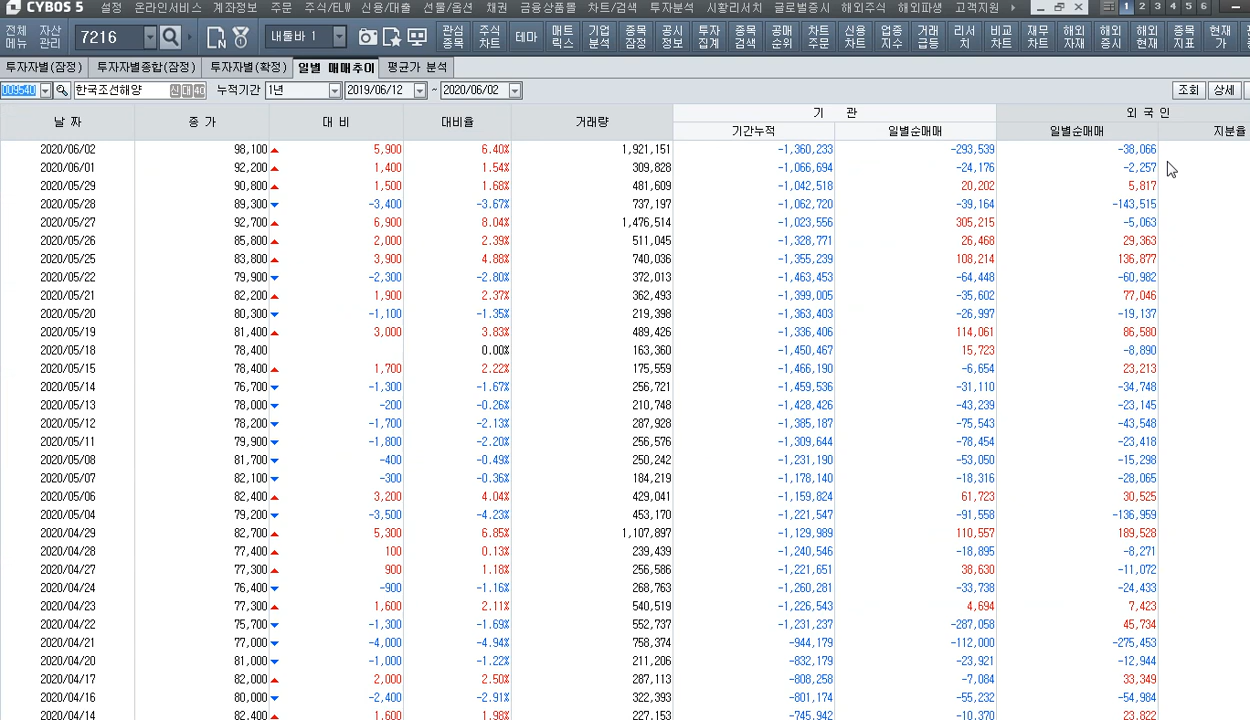 CYBOS 5 설정 온라인서비스 계좌정보 주문 주식/ELW 신용/대출 선물/옵션 채권 금융상품몰 차트/검색 투자분석 시황리서치 글로벌증시 해외주식 해외파생 고객지원 1 2 3 4 5 6
전체메뉴 자산관리 7216 내툴바 1 관심종목 주식차트 테마 매트릭스 기업분석 종목잠정 공시정보 투자집계 종목검색 공매순위 차트주문 신용차트 업종지수 거래급등 리서치 비교차트 재무차트 해외자재 해외증시 해외현재 종목지표 현재가
투자자별(잠정) 투자자별종합(잠정) 투자자별(확정) 일별 매매추이 평균가 분석
009540 한국조선해양 신 대 40 누적기간 1년 2019/06/12 ~ 2020/06/02 조회 상세
날 짜 종 가 대 비 대비율 거래량 기 관 외 국 인
기간누적 일별순매매 일별순매매 지분율
2020/06/02 98,100 ▲ 5,900 6.40% 1,921,151 -1,360,233 -293,539 -38,066
2020/06/01 92,200 ▲ 1,400 1.54% 309,828 -1,066,694 -24,176 -2,257
2020/05/29 90,800 ▲ 1,500 1.68% 481,609 -1,042,518 20,202 5,817
2020/05/28 89,300 ▼ -3,400 -3.67% 737,197 -1,062,720 -39,164 -143,515
2020/05/27 92,700 ▲ 6,900 8.04% 1,476,514 -1,023,556 305,215 -5,063
2020/05/26 85,800 ▲ 2,000 2.39% 511,045 -1,328,771 26,468 29,363
2020/05/25 83,800 ▲ 3,900 4.88% 740,036 -1,355,239 108,214 136,877
2020/05/22 79,900 ▼ -2,300 -2.80% 372,013 -1,463,453 -64,448 -60,982
2020/05/21 82,200 ▲ 1,900 2.37% 362,493 -1,399,005 -35,602 77,046
2020/05/20 80,300 ▼ -1,100 -1.35% 219,398 -1,363,403 -26,997 -19,137
2020/05/19 81,400 ▲ 3,000 3.83% 489,426 -1,336,406 114,061 86,580
2020/05/18 78,400 0.00% 163,360 -1,450,467 15,723 -8,890
2020/05/15 78,400 ▲ 1,700 2.22% 175,559 -1,466,190 -6,654 23,213
2020/05/14 76,700 ▼ -1,300 -1.67% 256,721 -1,459,536 -31,110 -34,748
2020/05/13 78,000 ▼ -200 -0.26% 210,748 -1,428,426 -43,239 -23,145
2020/05/12 78,200 ▼ -1,700 -2.13% 287,928 -1,385,187 -75,543 -43,548
2020/05/11 79,900 ▼ -1,800 -2.20% 256,576 -1,309,644 -78,454 -23,418
2020/05/08 81,700 ▼ -400 -0.49% 250,242 -1,231,190 -53,050 -15,298
2020/05/07 82,100 ▼ -300 -0.36% 184,219 -1,178,140 -18,316 -28,065
2020/05/06 82,400 ▲ 3,200 4.04% 429,041 -1,159,824 61,723 30,525
2020/05/04 79,200 ▼ -3,500 -4.23% 453,170 -1,221,547 -91,558 -136,959
2020/04/29 82,700 ▲ 5,300 6.85% 1,107,897 -1,129,989 110,557 189,528
2020/04/28 77,400 ▲ 100 0.13% 239,439 -1,240,546 -18,895 -8,271
2020/04/27 77,300 ▲ 900 1.18% 256,586 -1,221,651 38,630 -11,072
2020/04/24 76,400 ▼ -900 -1.16% 268,763 -1,260,281 -33,738 -24,433
2020/04/23 77,300 ▲ 1,600 2.11% 540,519 -1,226,543 4,694 7,423
2020/04/22 75,700 ▼ -1,300 -1.69% 552,737 -1,231,237 -287,058 45,734
2020/04/21 77,000 ▼ -4,000 -4.94% 758,374 -944,179 -112,000 -275,453
2020/04/20 81,000 ▼ -1,000 -1.22% 211,206 -832,179 -23,921 -12,944
2020/04/17 82,000 ▲ 2,000 2.50% 287,113 -808,258 -7,084 33,349
2020/04/16 80,000 ▼ -2,400 -2.91% 322,393 -801,174 -55,232 -54,984
2020/04/14 82,400 ▲ 1,600 1.98% 227,153 -745,942 -10,370 23,822